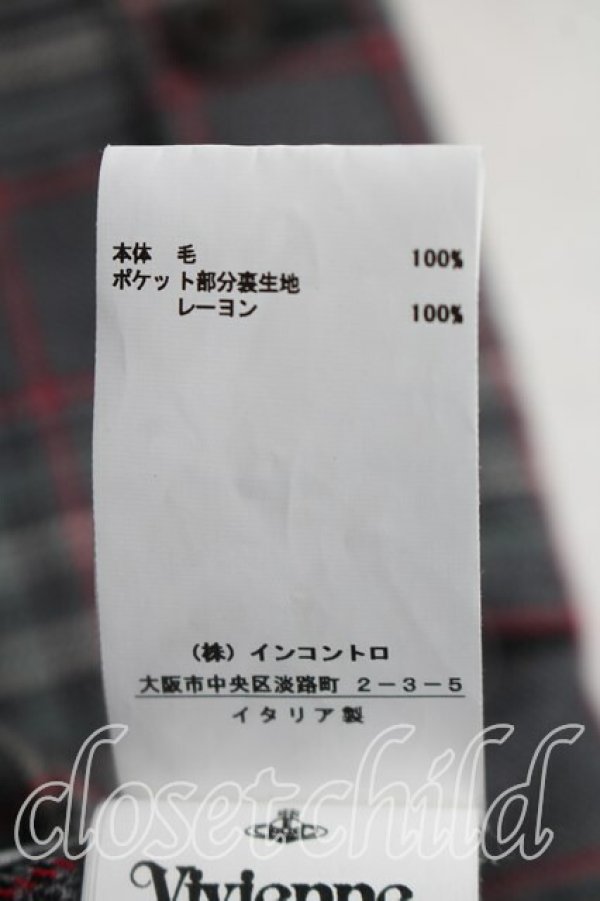 本体 毛 100%
ポケット部分裏生地
レーヨン 100%
(株) インコントロ
大阪市中央区淡路町 2-3-5
イタリア製
closetchild
Vivienne